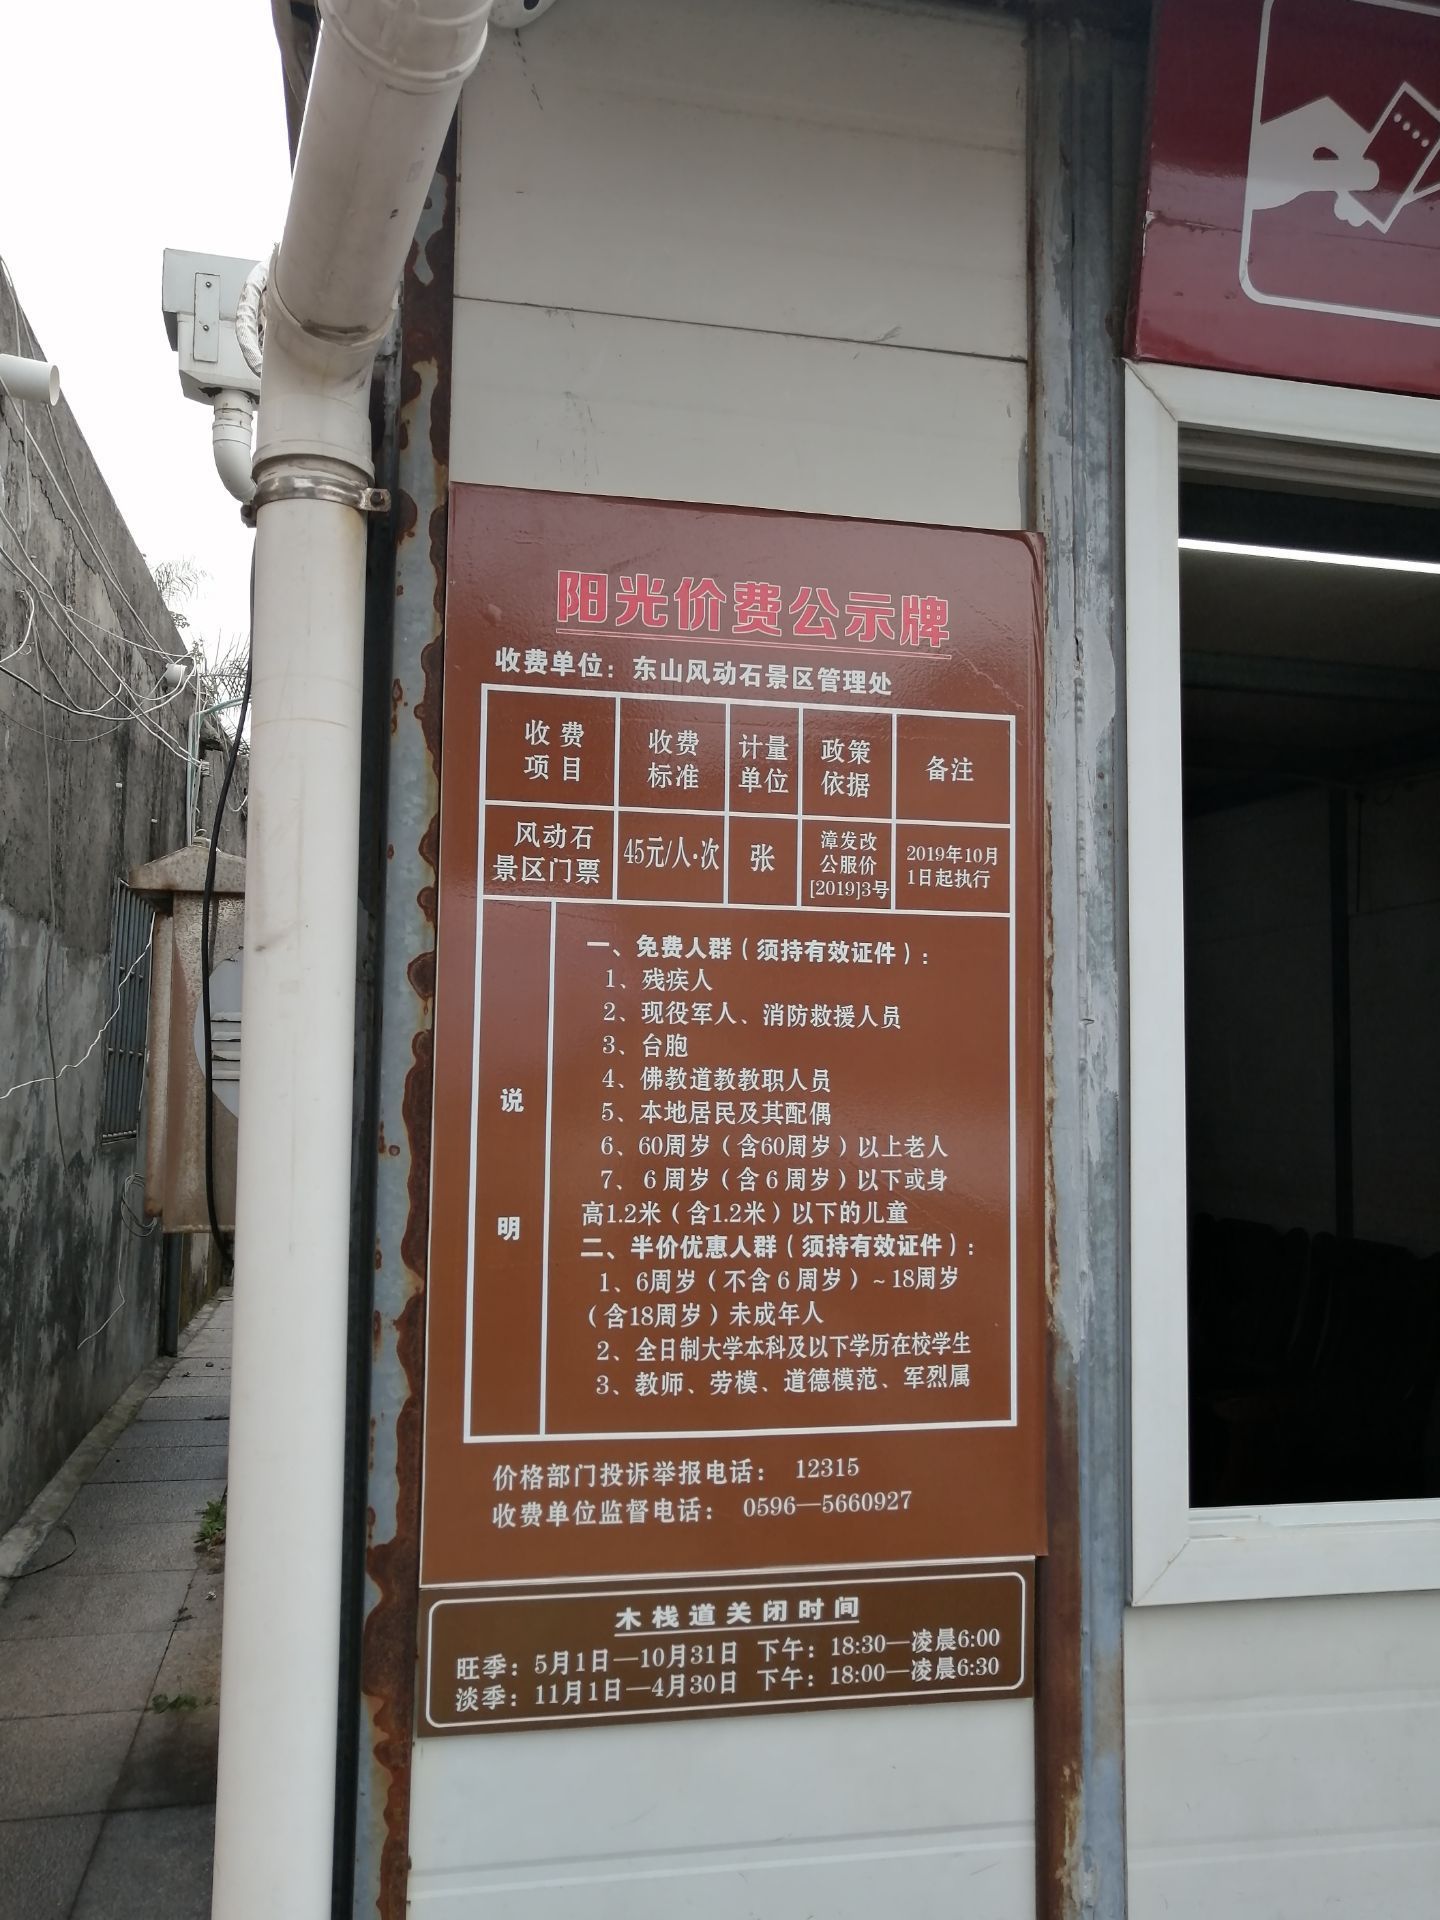 阳光价费公示牌
收费单位：东山风动石景区管理处
收费项目 收费标准 计量单位 政策依据 备注
风动石景区门票 45元/人·次 张 漳发改公服价[2019]3号 2019年10月1日起执行
说明
一、免费人群（须持有效证件）：
1、残疾人
2、现役军人、消防救援人员
3、台胞
4、佛教道教教职人员
5、本地居民及其配偶
6、60周岁（含60周岁）以上老人
7、6周岁（含6周岁）以下或身
高1.2米（含1.2米）以下的儿童
二、半价优惠人群（须持有效证件）：
1、6周岁（不含6周岁）~18周岁
（含18周岁）未成年人
2、全日制大学本科及以下学历在校学生
3、教师、劳模、道德模范、军烈属
价格部门投诉举报电话： 12315
收费单位监督电话： 0596—5660927
木栈道关闭时间
旺季：5月1日—10月31日 下午：18:30—凌晨6:00
淡季：11月1日—4月30日 下午：18:00—凌晨6:30